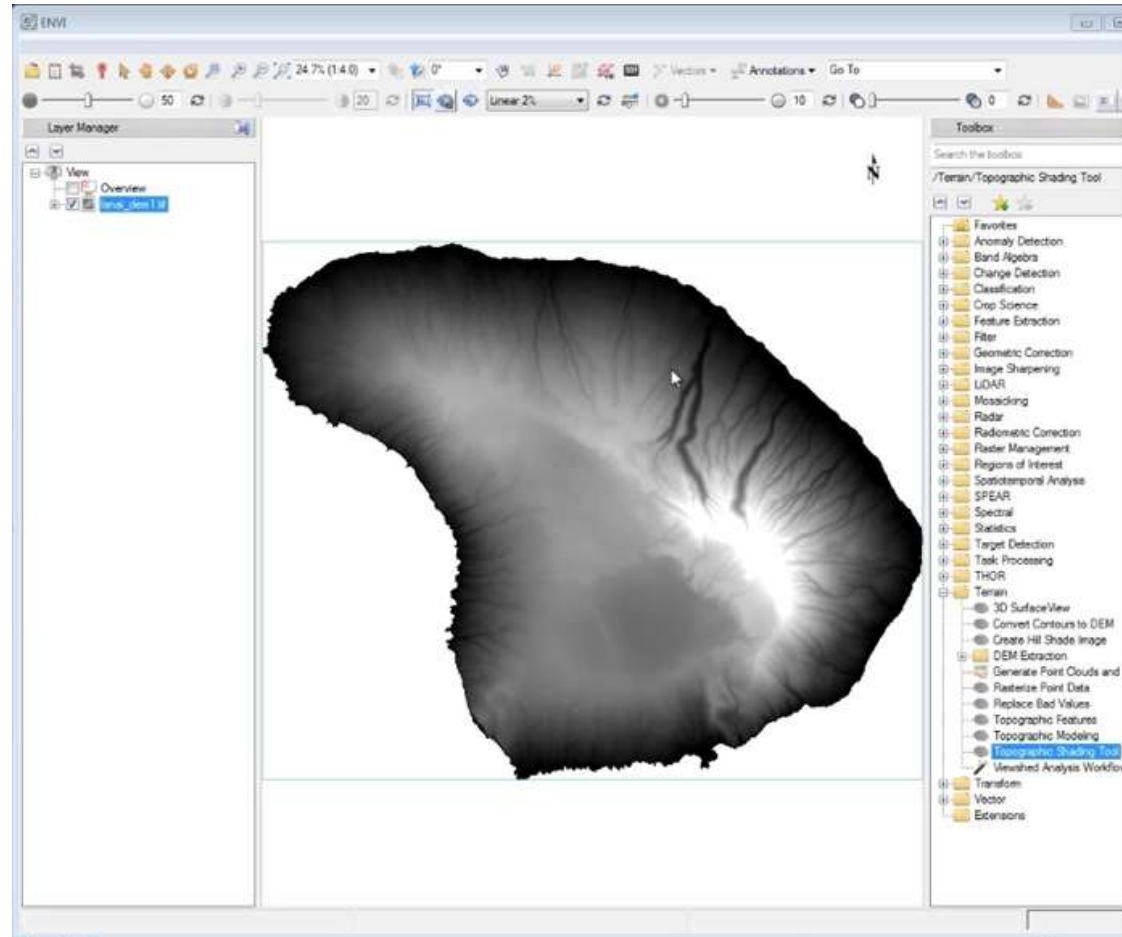 ENVI
24.7% (1:4.0) 0° Vectors Annotations Go To
50 20 Linear 2% 10 0
Layer Manager
Toolbox
Search the toolbox
View
/Terrain/Topographic Shading Tool
Overview
N
Favorites
Anomaly Detection
Band Algebra
Change Detection
Classification
Crop Science
Feature Extraction
Filter
Geometric Correction
Image Sharpening
LiDAR
Mosaicking
Radar
Radiometric Correction
Raster Management
Regions of Interest
Spatiotemporal Analysis
SPEAR
Spectral
Statistics
Target Detection
Task Processing
THOR
Terrain
3D SurfaceView
Convert Contours to DEM
Create Hill Shade Image
DEM Extraction
Generate Point Clouds and
Rasterize Point Data
Replace Bad Values
Topographic Features
Topographic Modeling
Topographic Shading Tool
Viewshed Analysis Workflow
Transform
Vector
Extensions